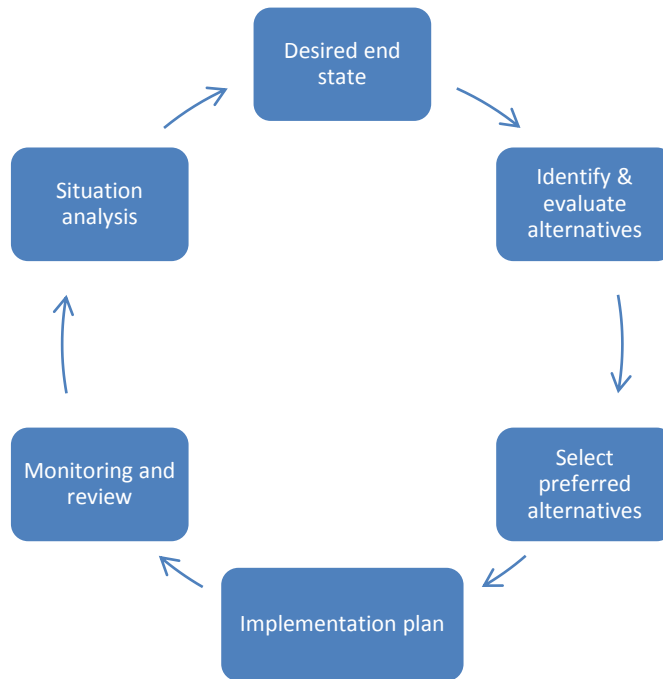 Desired end
state
Identify &
evaluate
alternatives
Select
preferred
alternatives
Implementation plan
Monitoring and
review
Situation
analysis